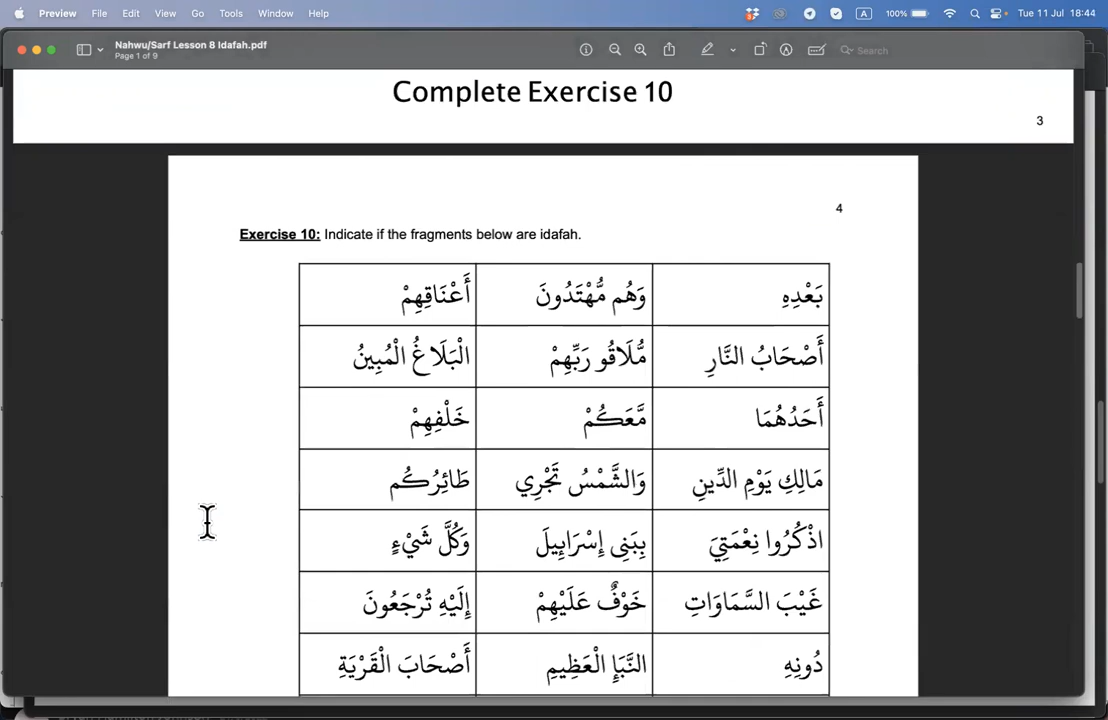 Preview File Edit View Go Tools Window Help A 100% Tue 11 Jul 18:44
Nahwu/Sarf Lesson 8 Idafah.pdf
Page 1 of 9
Search
Complete Exercise 10
3
4
Exercise 10: Indicate if the fragments below are idafah.
بَعْدِهِ وَهُم مُّهْتَدُونَ أَعْنَاقِهِمْ
أَصْحَابُ النَّارِ مُّلَاقُو رَبِّهِمْ الْبَلَاغُ الْمُبِينُ
أَحَدُهُمَا مَّعَكُمْ خَلْفِهِمْ
مَالِكِ يَوْمِ الدِّينِ وَالشَّمْسُ تَجْرِي طَائِرُكُم
اذْكُرُوا نِعْمَتِيَ بِبَنِى إِسْرَابِيلَ وَكُلَّ شَيْءٍ
غَيْبَ السَّمَاوَاتِ خَوْفٌ عَلَيْهِمْ إِلَيْهِ تُرْجَعُونَ
دُونِهِ النَّبَإِ الْعَظِيمِ أَصْحَابَ الْقَرْيَةِ